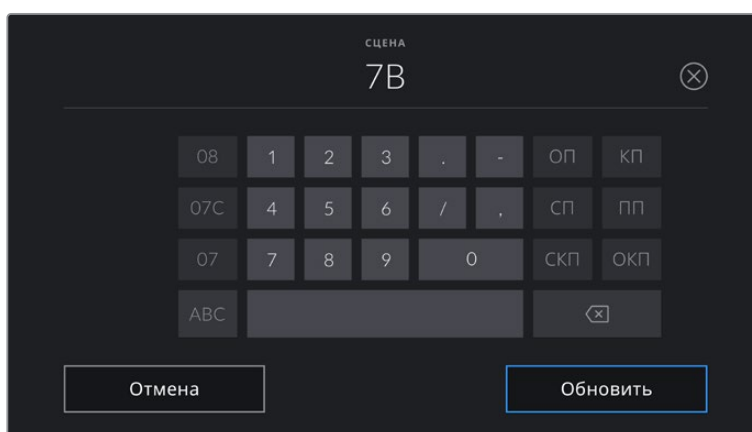 СЦЕНА
7B
08 1 2 3 . - ОП КП
07C 4 5 6 / , СП ПП
07 7 8 9 0 СКП ОКП
ABC
Отмена Обновить